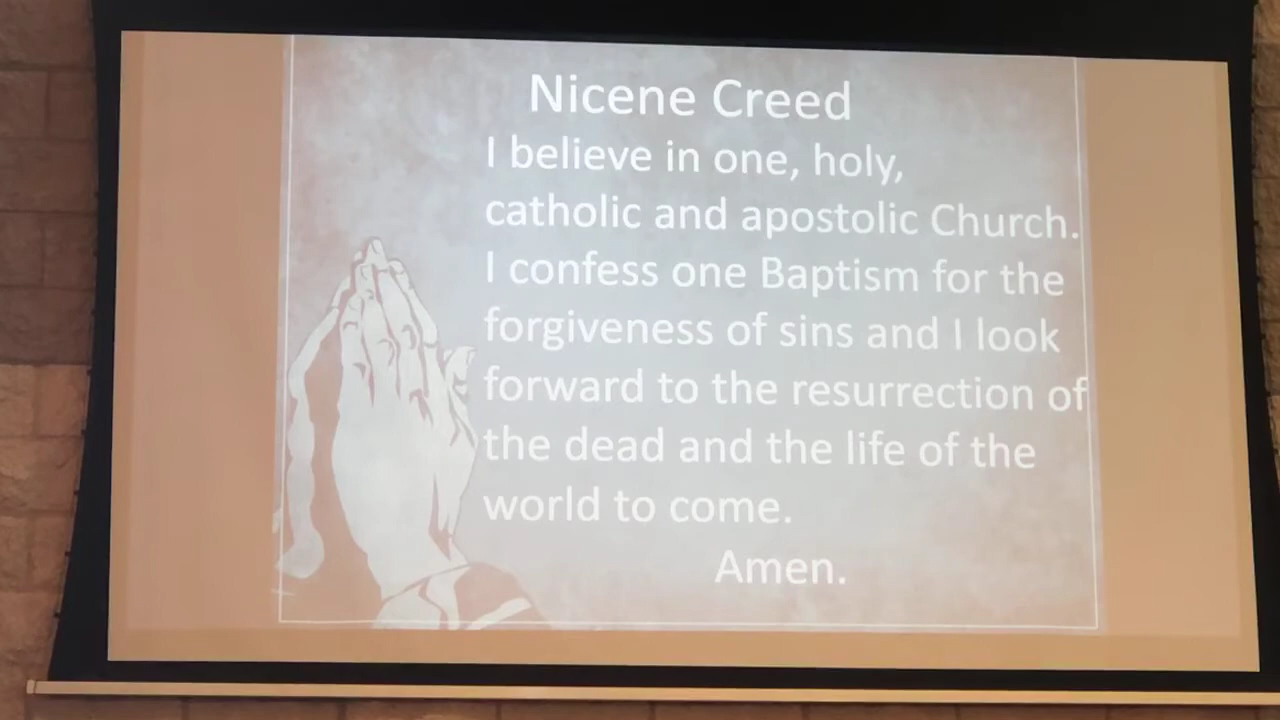 Nicene Creed
I believe in one, holy,
catholic and apostolic Church.
I confess one Baptism for the
forgiveness of sins and I look
forward to the resurrection of
the dead and the life of the
world to come.
Amen.